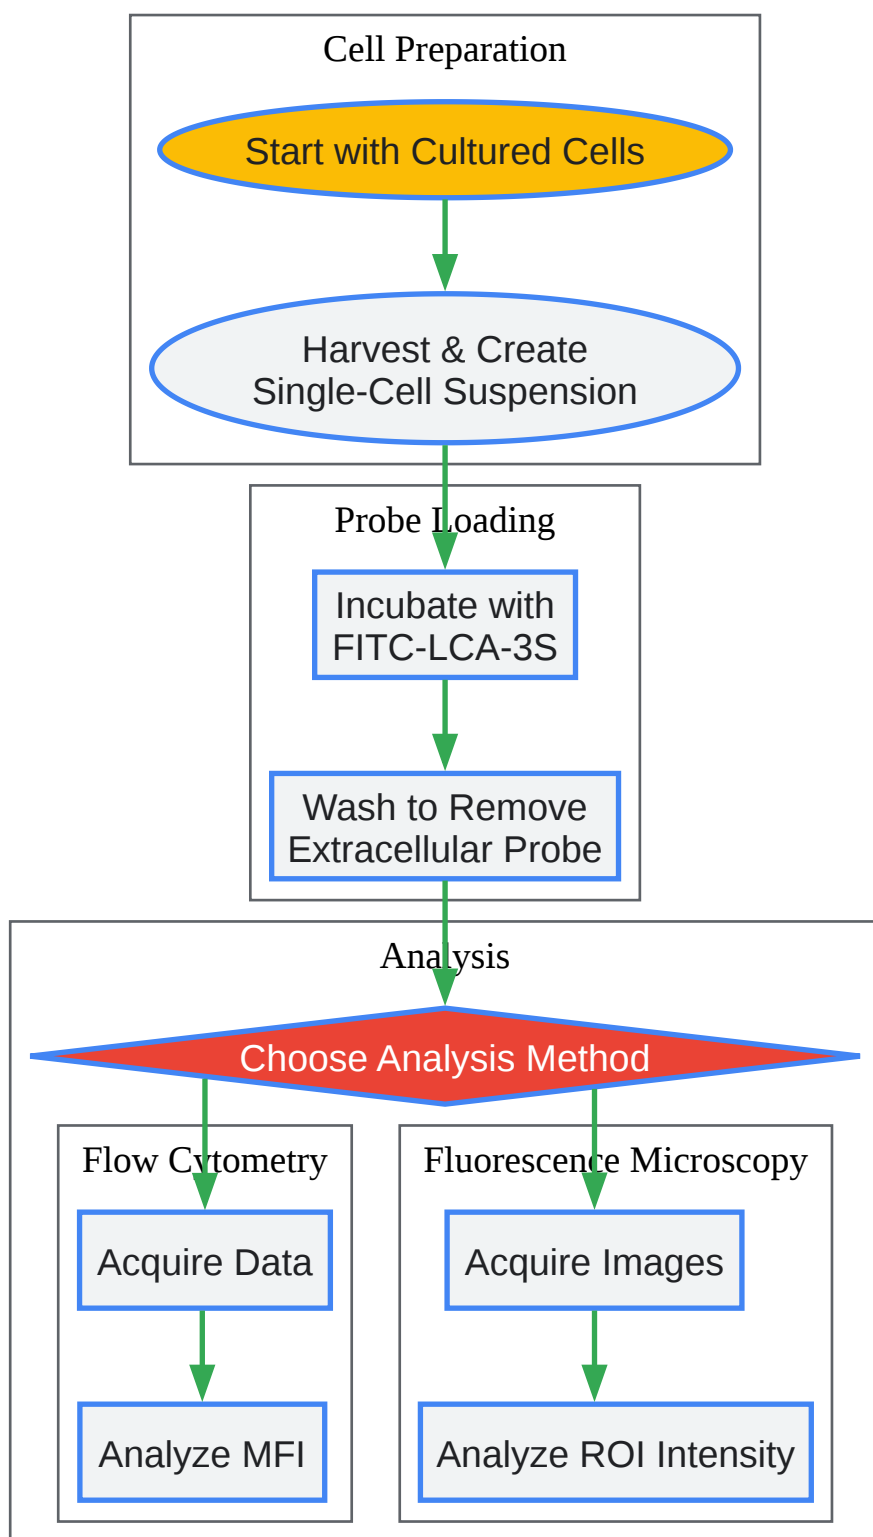 Cell Preparation
Start with Cultured Cells
Harvest & Create
Single-Cell Suspension
Probe Loading
Incubate with
FITC-LCA-3S
Wash to Remove
Extracellular Probe
Analysis
Choose Analysis Method
Flow Cytometry
Acquire Data
Analyze MFI
Fluorescence Microscopy
Acquire Images
Analyze ROI Intensity